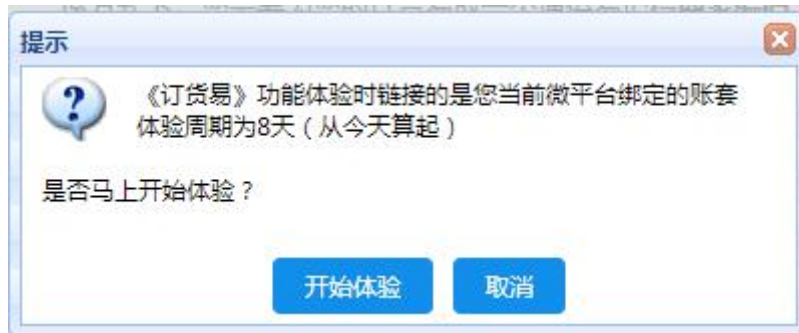 提示
《订货易》功能体验时链接的是您当前微平台绑定的账套
体验周期为8天（从今天算起）
是否马上开始体验？
开始体验
取消